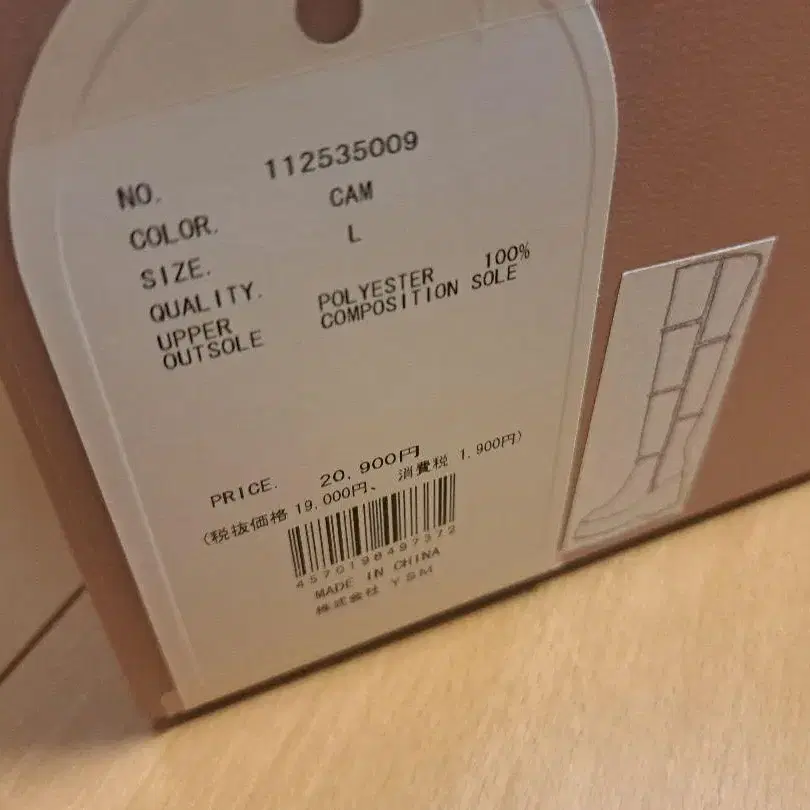 NO. 112535009
COLOR. CAM
SIZE. L
QUALITY.
UPPER POLYESTER 100%
OUTSOLE COMPOSITION SOLE
PRICE. 20,900円
(税抜価格 19,000円、 消費税 1,900円)
4570198497372
MADE IN CHINA
株式会社 YSM